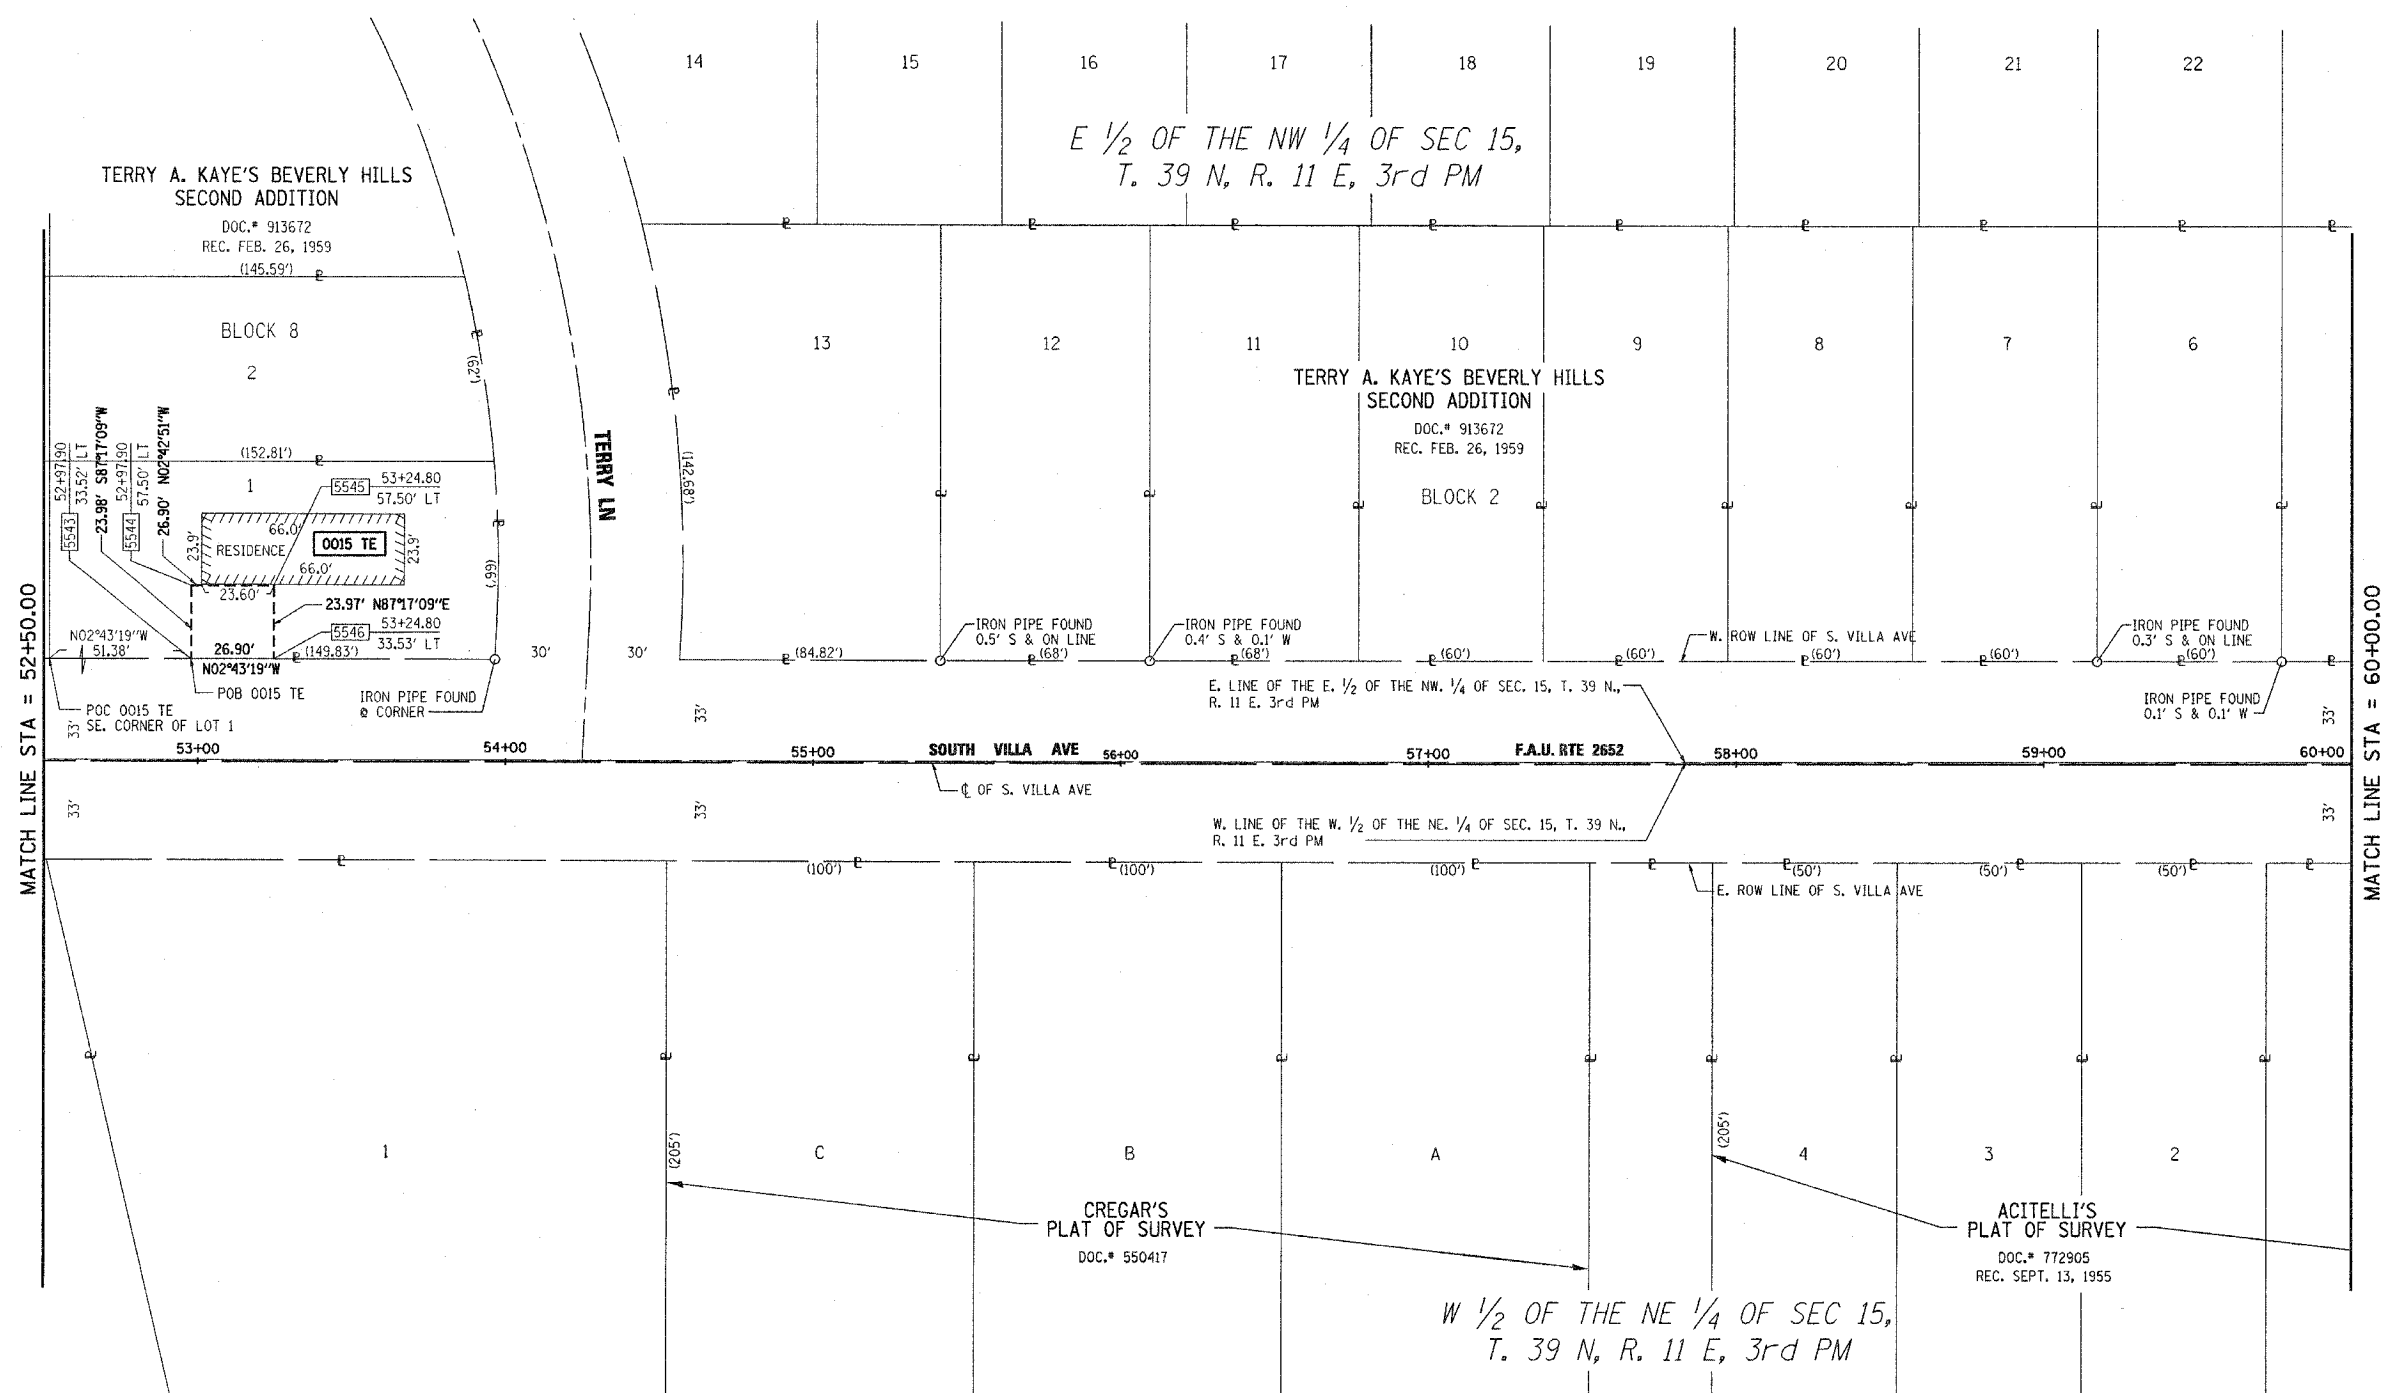 14
15
16
17
18
19
20
21
22
E 1/2 OF THE NW 1/4 OF SEC 15,
T. 39 N, R. 11 E, 3rd PM
TERRY A. KAYE'S BEVERLY HILLS
SECOND ADDITION
DOC.# 913672
REC. FEB. 26, 1959
(145.59')
BLOCK 8
2
(62')
(152.81')
1
5543
52+97.90
33.52' LT
23.98' S87°17'09"W
5544
52+97.90
57.50' LT
26.90' N02°42'51"W
5545
53+24.80
57.50' LT
66.0'
23.9'
RESIDENCE
0015 TE
23.9'
66.0'
23.60'
(66')
23.97' N87°17'09"E
5546
53+24.80
33.53' LT
N02°43'19"W
51.38'
26.90'
N02°43'19"W
(149.83')
POB 0015 TE
POC 0015 TE
SE. CORNER OF LOT 1
IRON PIPE FOUND
@ CORNER
TERRY LN
30'
30'
(142.68')
13
12
11
10
9
8
7
6
TERRY A. KAYE'S BEVERLY HILLS
SECOND ADDITION
DOC.# 913672
REC. FEB. 26, 1959
BLOCK 2
IRON PIPE FOUND
0.5' S & ON LINE
IRON PIPE FOUND
0.4' S & 0.1' W
W. ROW LINE OF S. VILLA AVE
IRON PIPE FOUND
0.3' S & ON LINE
(84.82')
(68')
(68')
(60')
(60')
(60')
(60')
(60')
IRON PIPE FOUND
0.1' S & 0.1' W
E. LINE OF THE E. 1/2 OF THE NW. 1/4 OF SEC. 15, T. 39 N.,
R. 11 E. 3rd PM
33'
33'
33'
MATCH LINE STA = 52+50.00
53+00
54+00
55+00
SOUTH VILLA AVE
56+00
57+00
F.A.U. RTE 2652
58+00
59+00
60+00
MATCH LINE STA = 60+00.00
℄ OF S. VILLA AVE
33'
33'
33'
W. LINE OF THE W. 1/2 OF THE NE. 1/4 OF SEC. 15, T. 39 N.,
R. 11 E. 3rd PM
(100')
(100')
(100')
(50')
(50')
(50')
E. ROW LINE OF S. VILLA AVE
1
(205')
C
B
A
(205')
4
3
2
CREGAR'S
PLAT OF SURVEY
DOC.# 550417
ACITELLI'S
PLAT OF SURVEY
DOC.# 772905
REC. SEPT. 13, 1955
W 1/2 OF THE NE 1/4 OF SEC 15,
T. 39 N, R. 11 E, 3rd PM